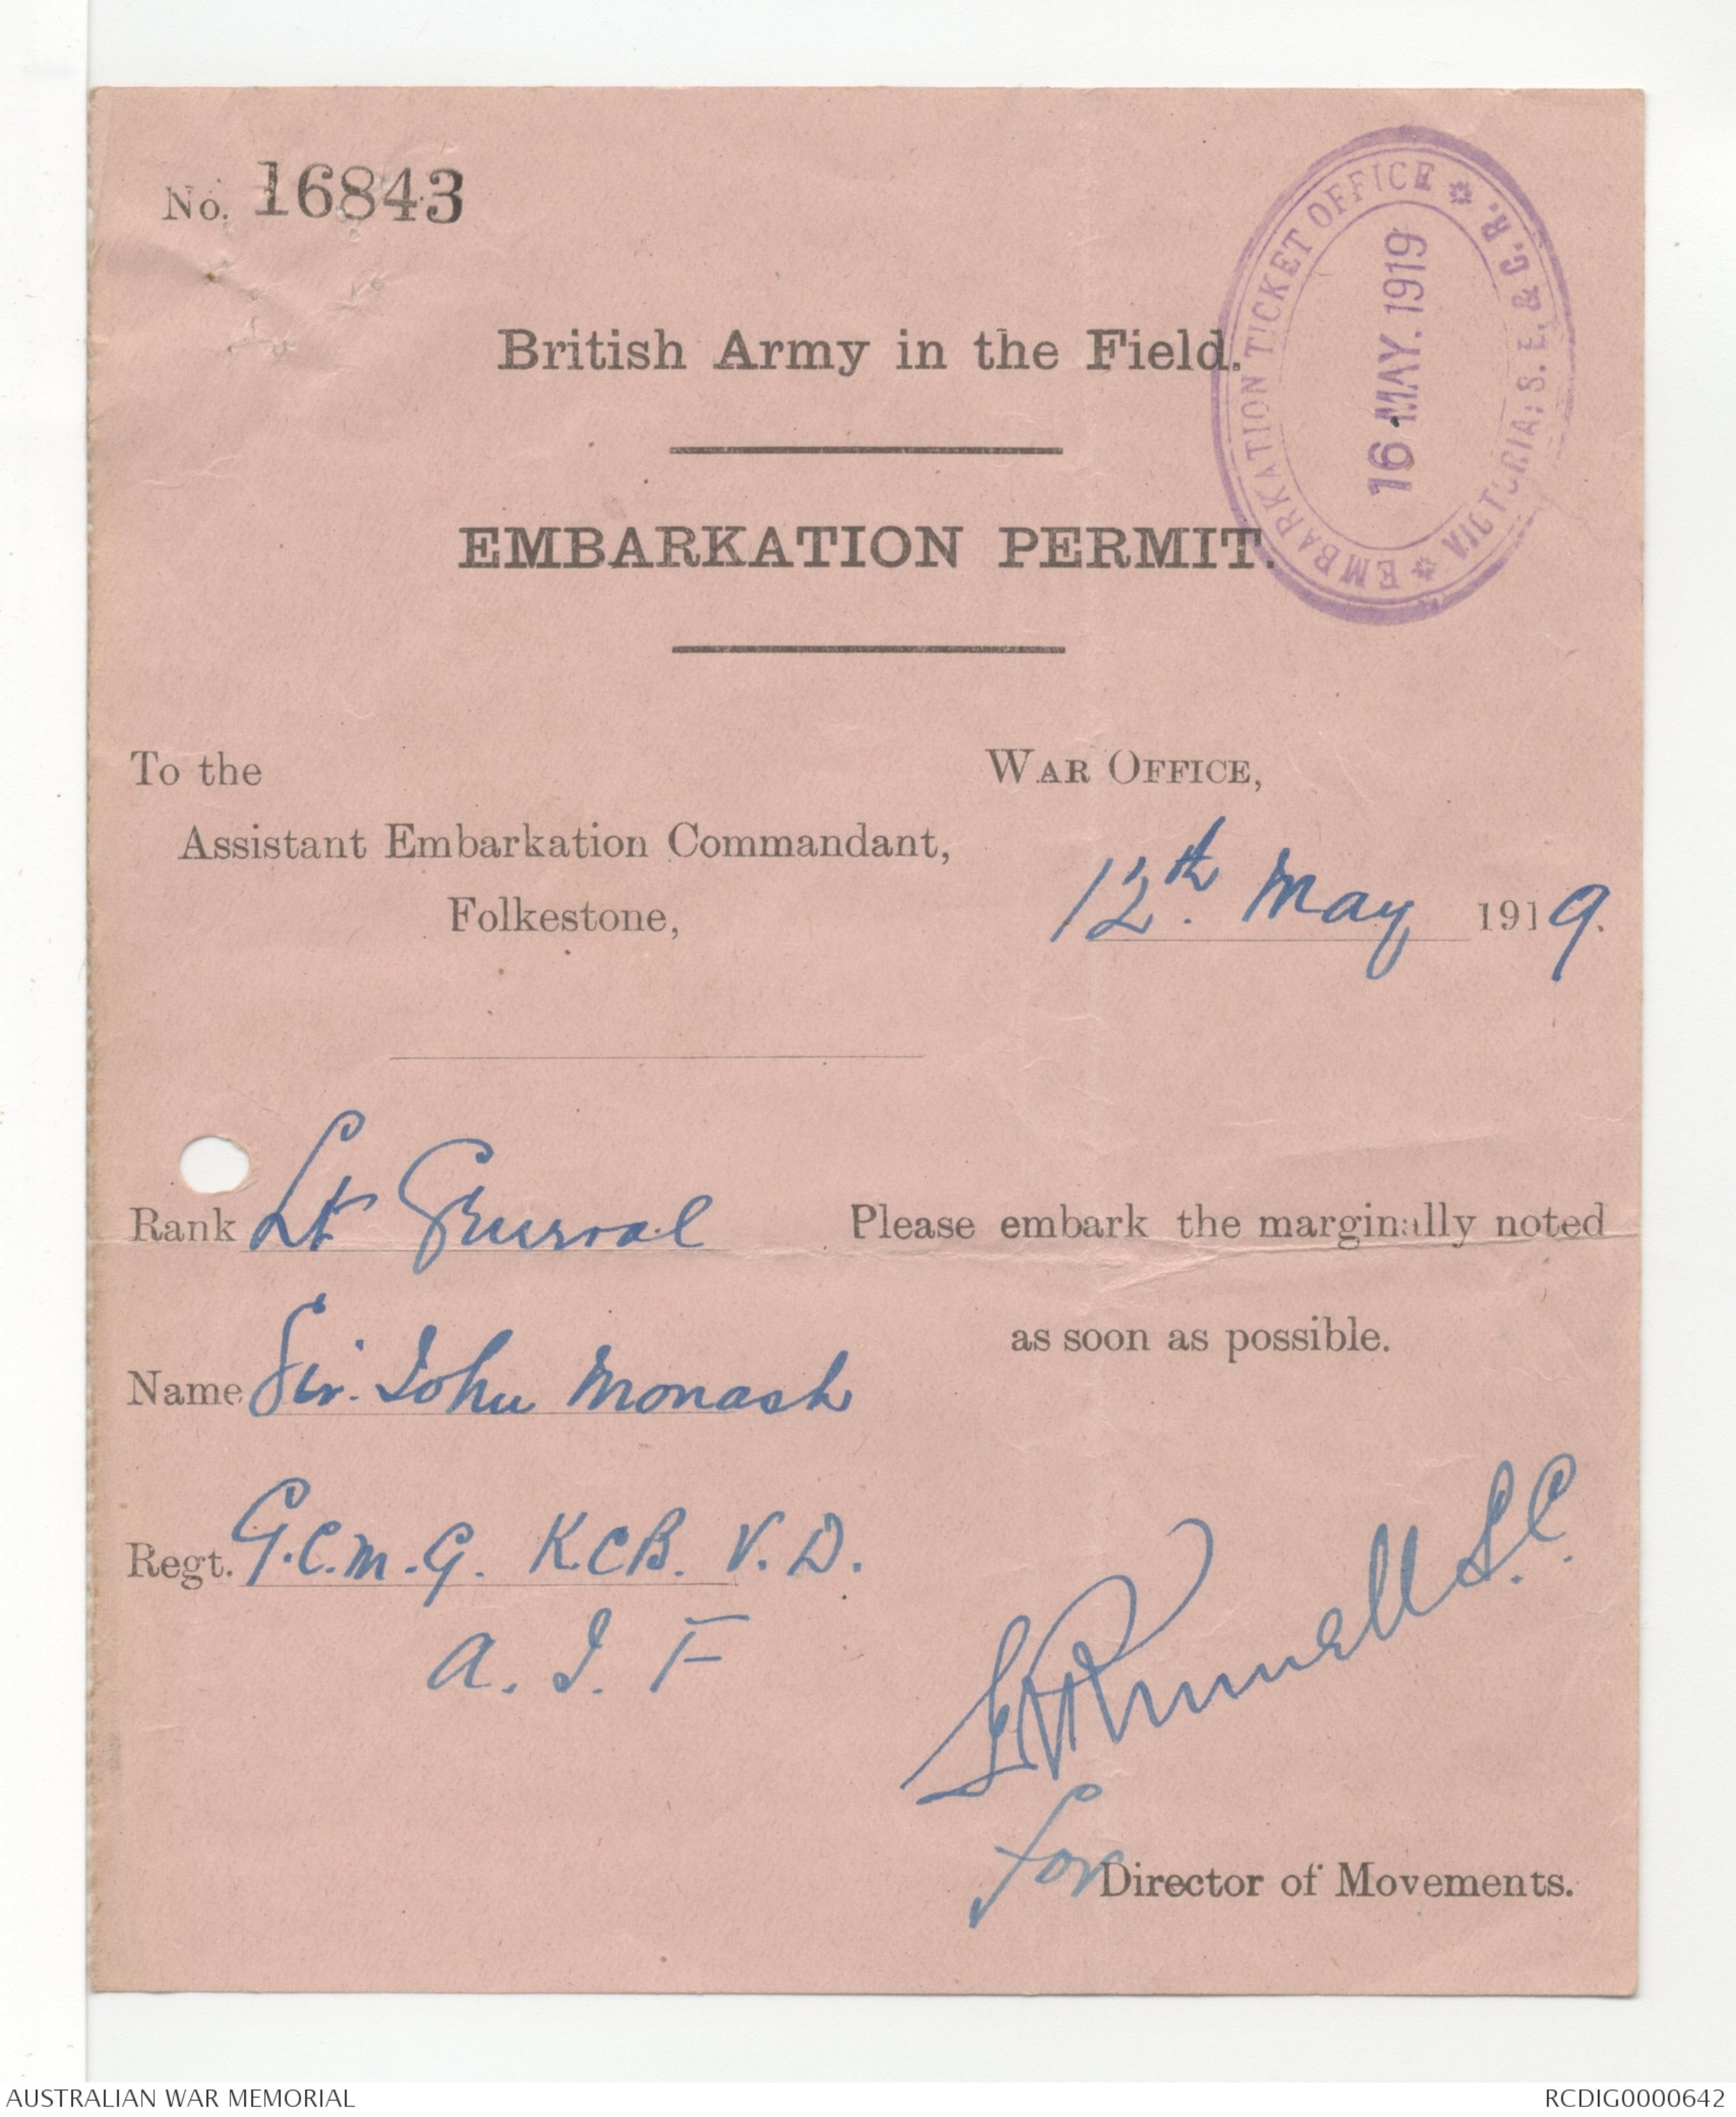 No. 16843
EMBARKATION TICKET OFFICE
16 MAY. 1919
VICTORIA: S. E. & C. R.
British Army in the Field.
EMBARKATION PERMIT.
To the
Assistant Embarkation Commandant,
Folkestone,
WAR OFFICE,
12th. May 1919.
Rank Lt General
Please embark the marginally noted
as soon as possible.
Name Sir. John Monash
Regt. G.C.M.G. K.C.B. V.D.
A. I. F
for Director of Movements.
AUSTRALIAN WAR MEMORIAL
RCDIG0000642